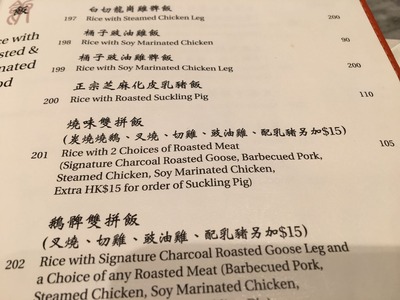 飯
ce with
asted &
nated
od
白切龍崗雞髀飯
197 Rice with Steamed Chicken Leg 200
桶子豉油雞飯
198 Rice with Soy Marinated Chicken 90
桶子豉油雞髀飯
199 Rice with Soy Marinated Chicken Leg 200
正宗芝麻化皮乳豬飯
200 Rice with Roasted Suckling Pig 110
燒味雙拼飯
(炭燒燒鵝、叉燒、切雞、豉油雞、配乳豬另加$15)
201 Rice with 2 Choices of Roasted Meat 105
(Signature Charcoal Roasted Goose, Barbecued Pork,
Steamed Chicken, Soy Marinated Chicken,
Extra HK$15 for order of Suckling Pig)
鵝髀雙拼飯
(叉燒、切雞、豉油雞、配乳豬另加$15)
202 Rice with Signature Charcoal Roasted Goose Leg and
a Choice of any Roasted Meat (Barbecued Pork,
Steamed Chicken, Soy Marinated Chicken,